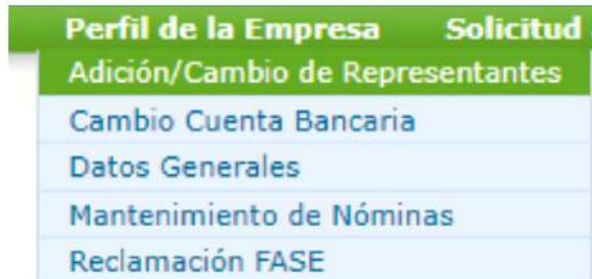 Perfil de la Empresa Solicitud
Adición/Cambio de Representantes
Cambio Cuenta Bancaria
Datos Generales
Mantenimiento de Nóminas
Reclamación FASE